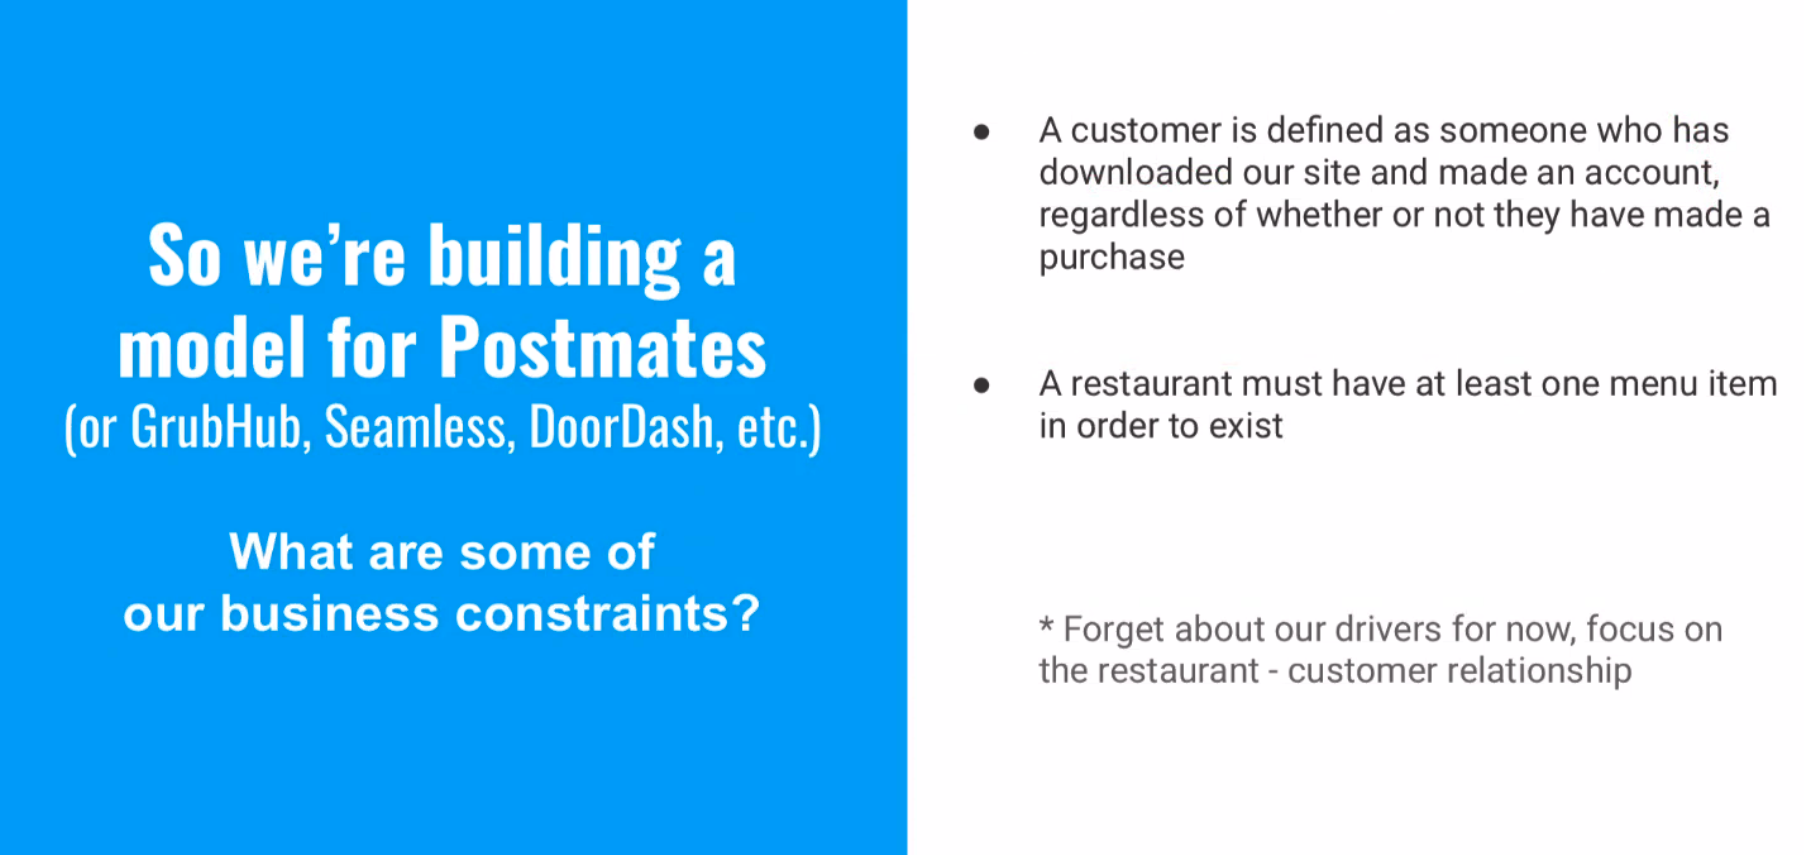 So we're building a
model for Postmates
(or GrubHub, Seamless, DoorDash, etc.)
What are some of
our business constraints?
● A customer is defined as someone who has
downloaded our site and made an account,
regardless of whether or not they have made a
purchase
● A restaurant must have at least one menu item
in order to exist
* Forget about our drivers for now, focus on
the restaurant - customer relationship